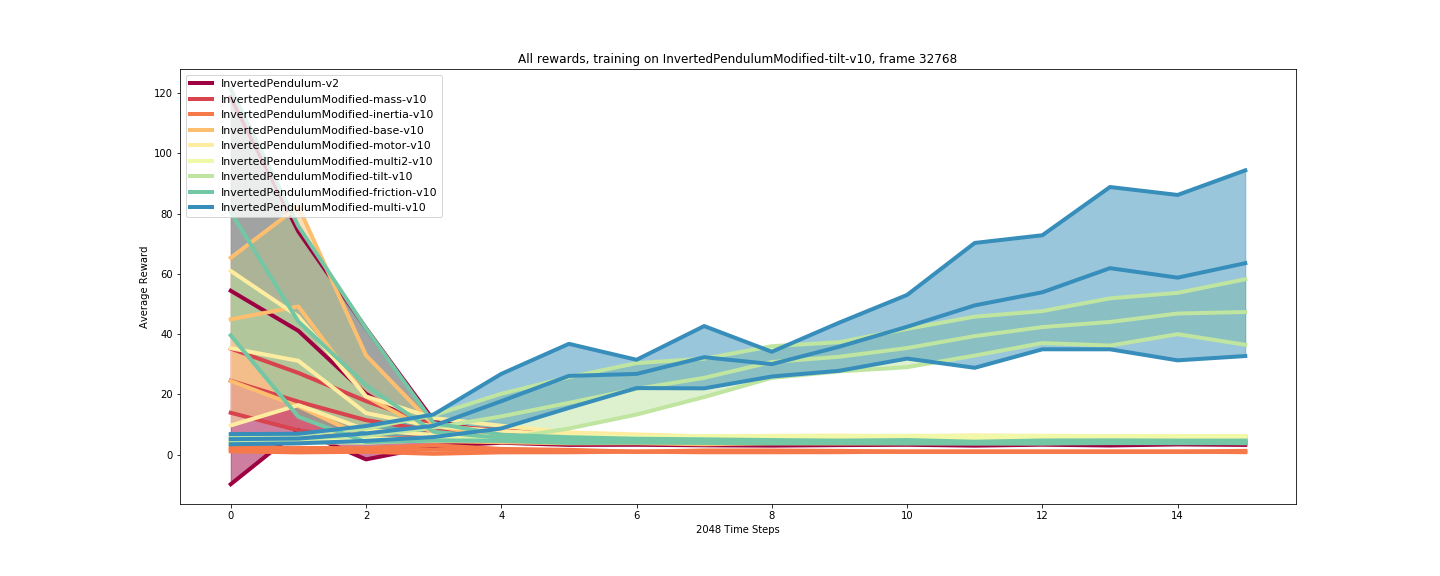 All rewards, training on InvertedPendulumModified-tilt-v10, frame 32768
InvertedPendulum-v2
InvertedPendulumModified-mass-v10
InvertedPendulumModified-inertia-v10
InvertedPendulumModified-base-v10
InvertedPendulumModified-motor-v10
InvertedPendulumModified-multi2-v10
InvertedPendulumModified-tilt-v10
InvertedPendulumModified-friction-v10
InvertedPendulumModified-multi-v10
120
100
80
60
40
20
0
Average Reward
0 2 4 6 8 10 12 14
2048 Time Steps